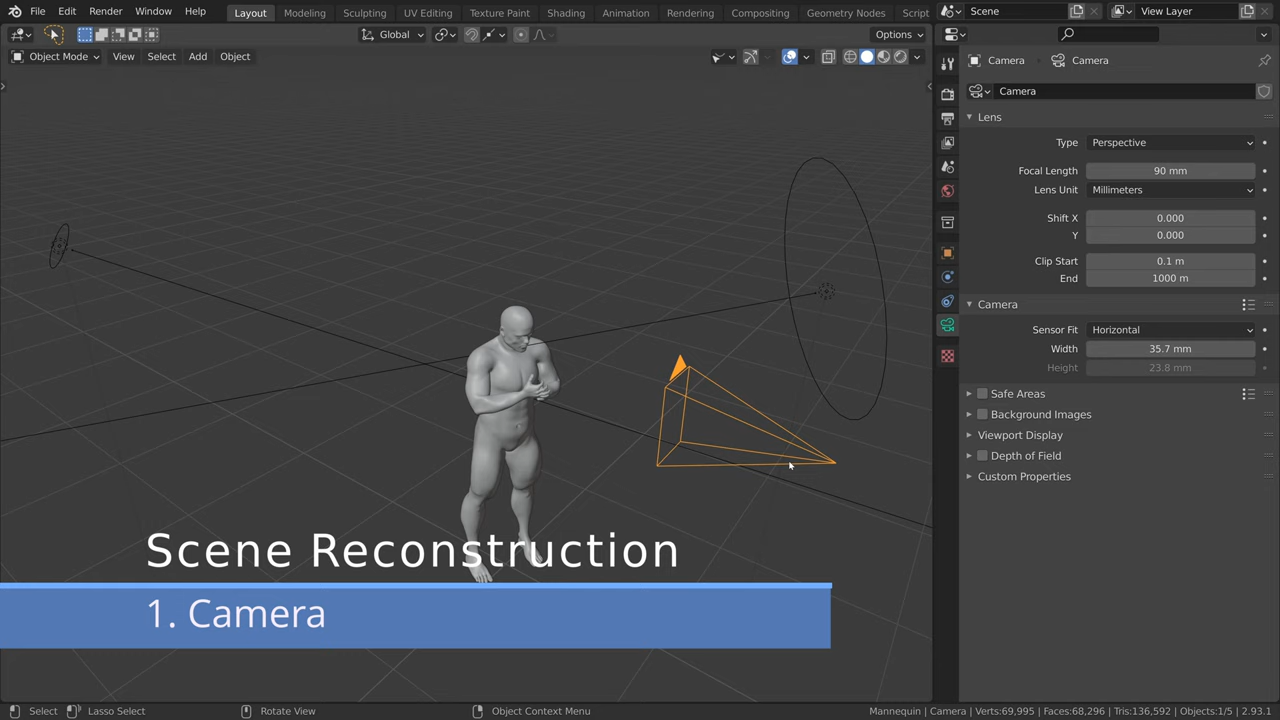 File Edit Render Window Help Layout Modeling Sculpting UV Editing Texture Paint Shading Animation Rendering Compositing Geometry Nodes Script Scene View Layer
Global Options
Object Mode View Select Add Object
Camera Camera
Camera
Lens
Type Perspective
Focal Length 90 mm
Lens Unit Millimeters
Shift X 0.000
Y 0.000
Clip Start 0.1 m
End 1000 m
Camera
Sensor Fit Horizontal
Width 35.7 mm
Height 23.8 mm
Safe Areas
Background Images
Viewport Display
Depth of Field
Custom Properties
Scene Reconstruction
1. Camera
Select Lasso Select Rotate View Object Context Menu Mannequin | Camera | Verts:69,995 | Faces:68,296 | Tris:136,592 | Objects:1/5 | 2.93.1